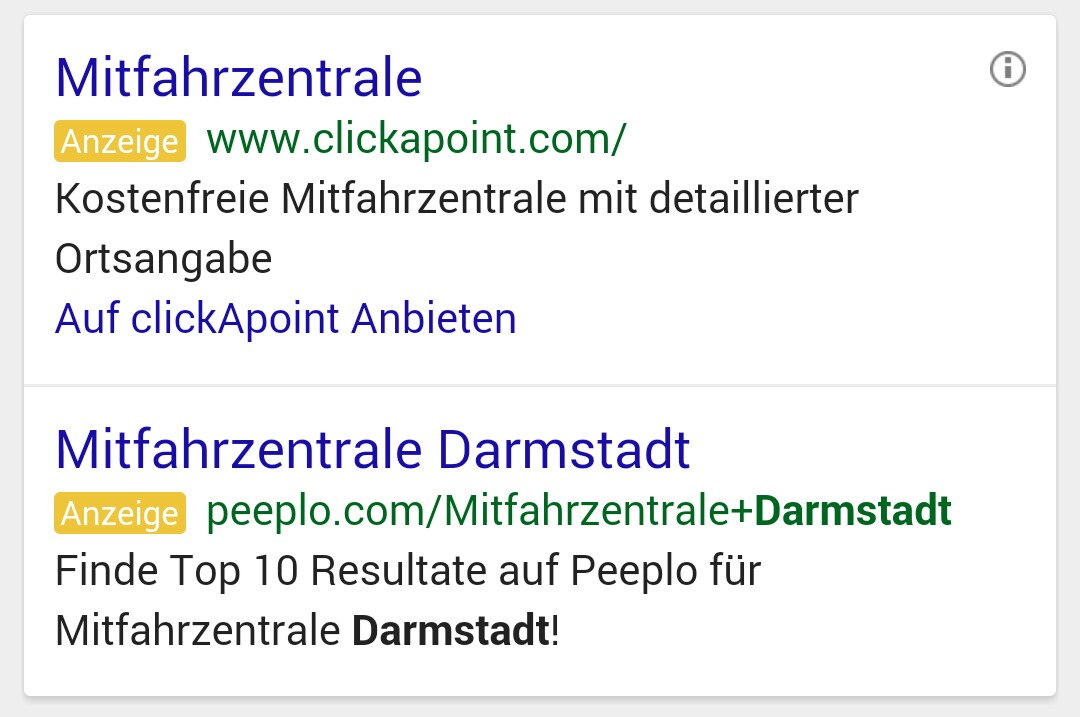 Mitfahrzentrale
Anzeige www.clickapoint.com/
Kostenfreie Mitfahrzentrale mit detaillierter
Ortsangabe
Auf clickApoint Anbieten
Mitfahrzentrale Darmstadt
Anzeige peeplo.com/Mitfahrzentrale+Darmstadt
Finde Top 10 Resultate auf Peeplo für
Mitfahrzentrale Darmstadt!